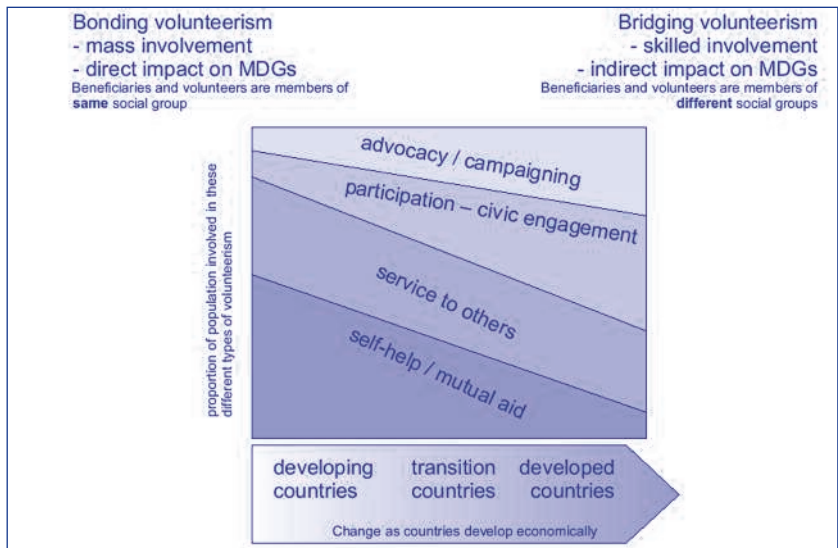 Bonding volunteerism
- mass involvement
- direct impact on MDGs
Beneficiaries and volunteers are members of
same social group
Bridging volunteerism
- skilled involvement
- indirect impact on MDGs
Beneficiaries and volunteers are members of
different social groups
proportion of population involved in these
different types of volunteerism
advocacy / campaigning
participation – civic engagement
service to others
self-help / mutual aid
developing
countries
transition
countries
developed
countries
Change as countries develop economically